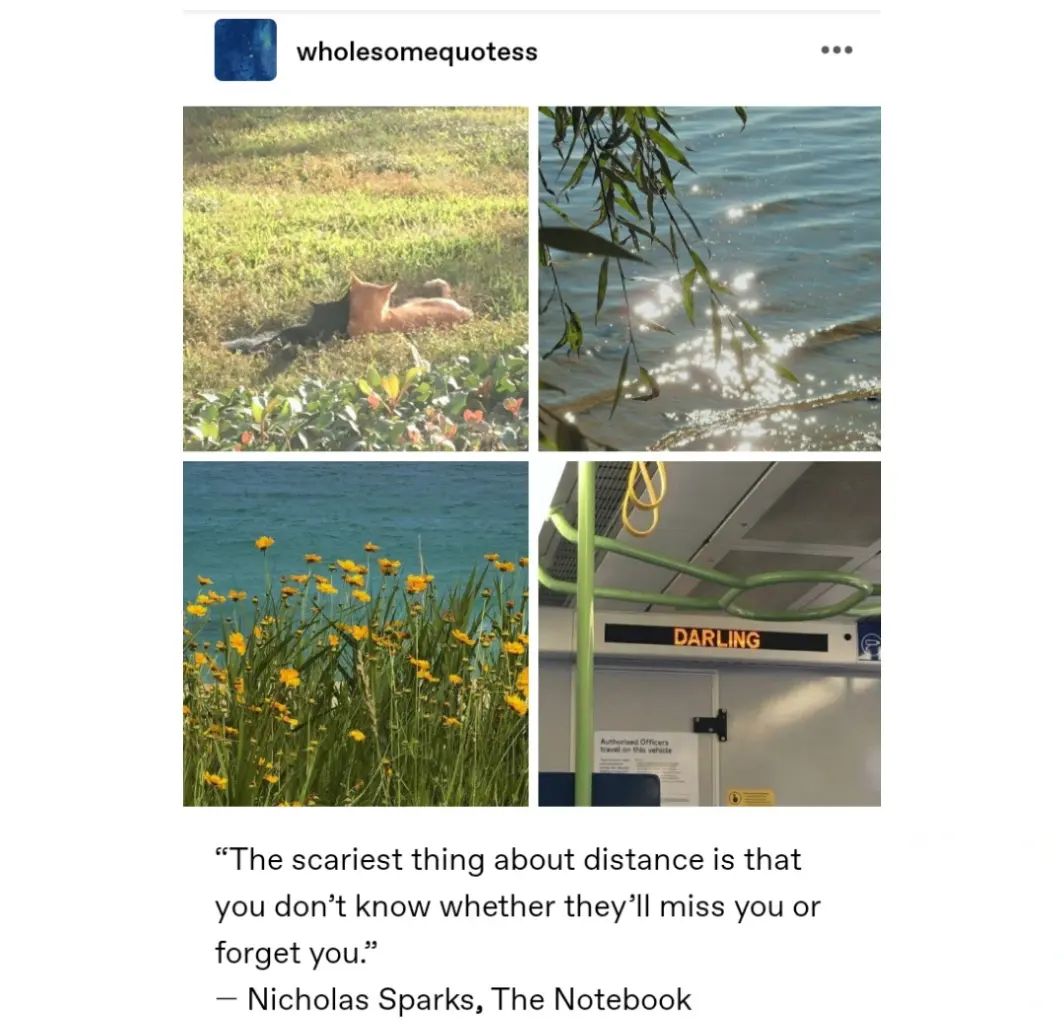 wholesomequotess
DARLING
Authorised Officers
travel on this vehicle
“The scariest thing about distance is that
you don’t know whether they’ll miss you or
forget you.”
— Nicholas Sparks, The Notebook